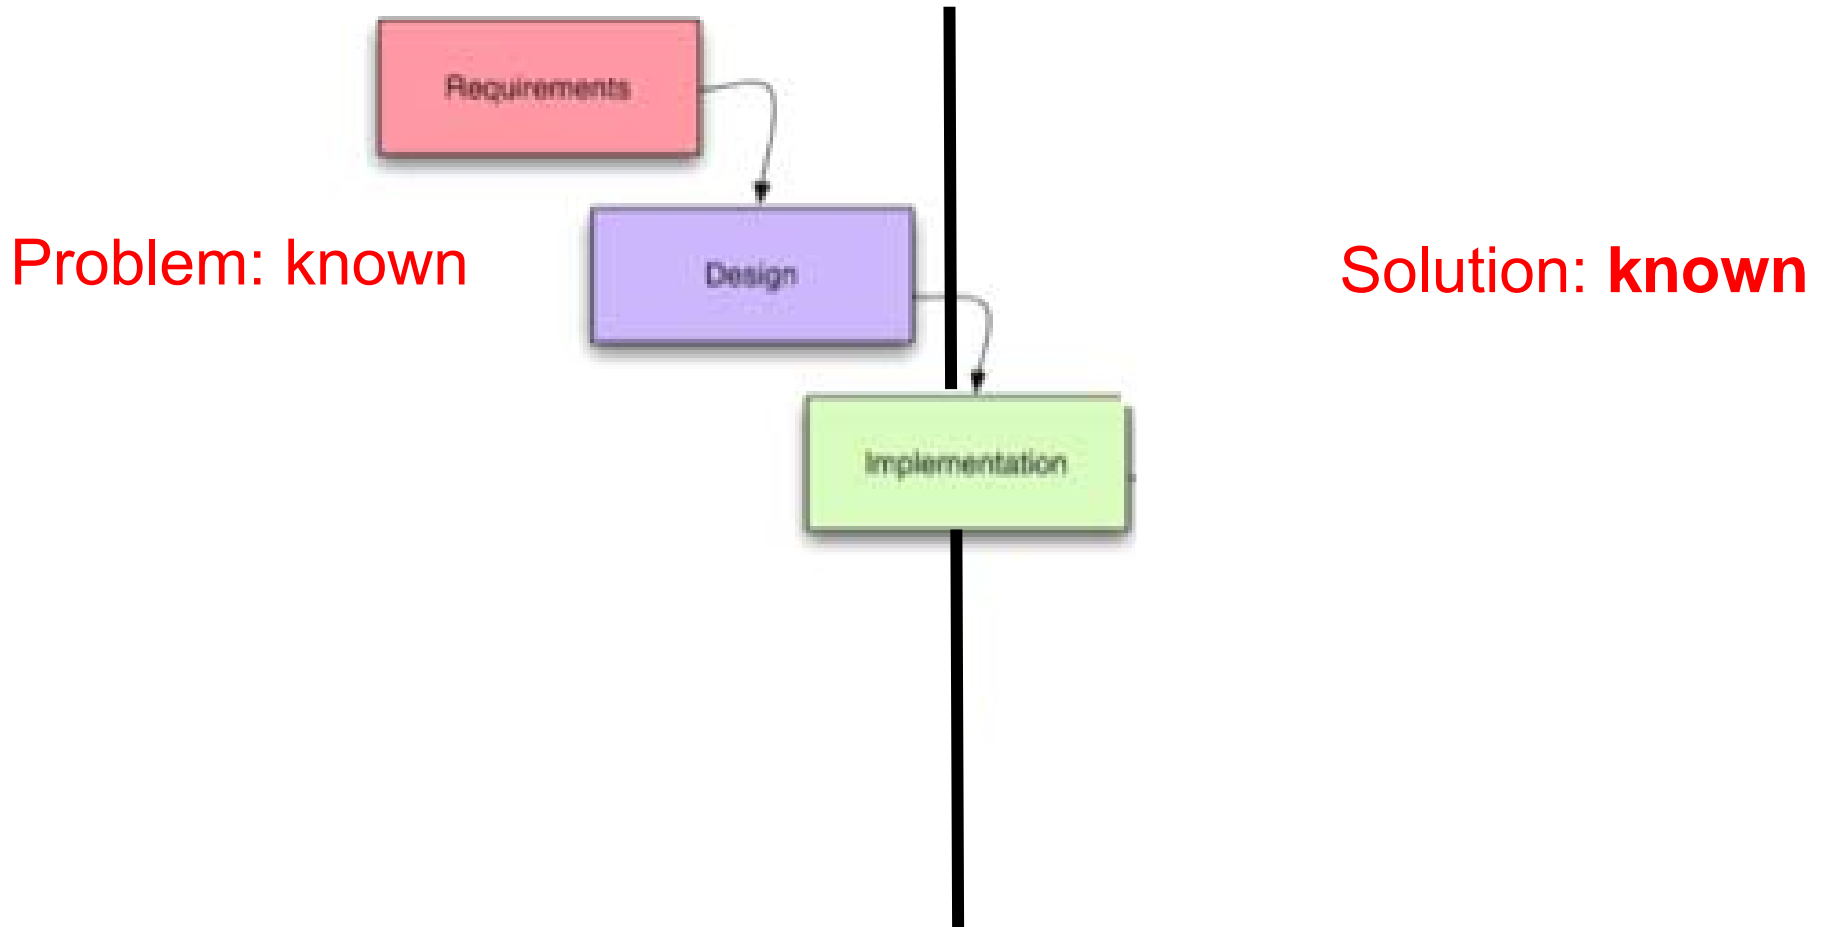 Requirements
Problem: known
Design
Solution: known
Implementation